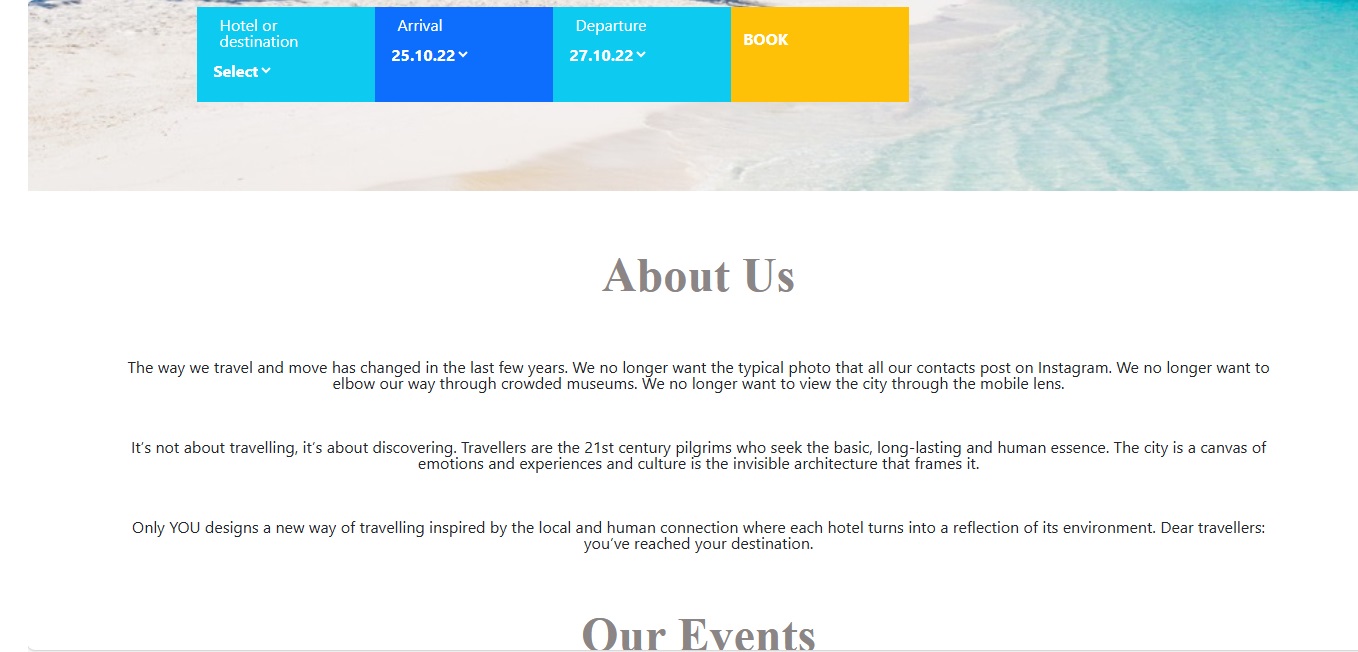 Hotel or
destination
Select
Arrival
25.10.22
Departure
27.10.22
BOOK
About Us
The way we travel and move has changed in the last few years. We no longer want the typical photo that all our contacts post on Instagram. We no longer want to
elbow our way through crowded museums. We no longer want to view the city through the mobile lens.
It's not about travelling, it's about discovering. Travellers are the 21st century pilgrims who seek the basic, long-lasting and human essence. The city is a canvas of
emotions and experiences and culture is the invisible architecture that frames it.
Only YOU designs a new way of travelling inspired by the local and human connection where each hotel turns into a reflection of its environment. Dear travellers:
you've reached your destination.
Our Events